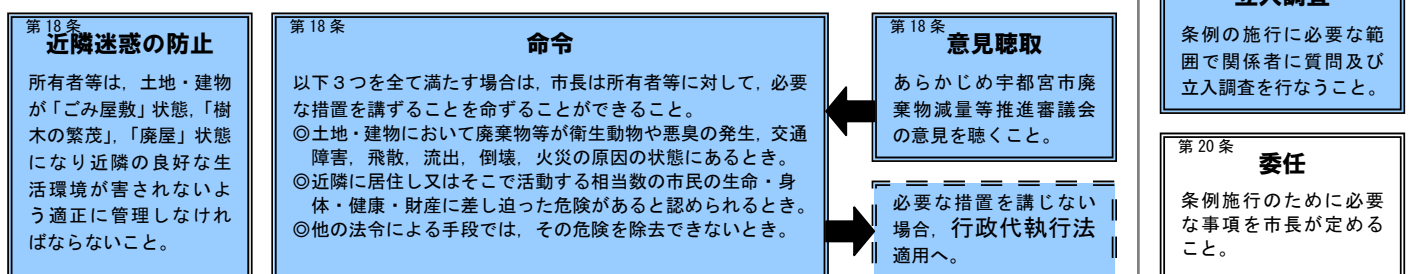 第18条
近隣迷惑の防止
所有者等は，土地・建物
が「ごみ屋敷」状態，「樹
木の繁茂」，「廃屋」状態
になり近隣の良好な生
活環境が害されないよ
う適正に管理しなけれ
ばならないこと。
第18条
命令
以下３つを全て満たす場合は，市長は所有者等に対して，必要
な措置を講ずることを命ずることができること。
◎土地・建物において廃棄物等が衛生動物や悪臭の発生，交通
障害，飛散，流出，倒壊，火災の原因の状態にあるとき。
◎近隣に居住し又はそこで活動する相当数の市民の生命・身
体・健康・財産に差し迫った危険があると認められるとき。
◎他の法令による手段では，その危険を除去できないとき。
第18条
意見聴取
あらかじめ宇都宮市廃
棄物減量等推進審議会
の意見を聴くこと。
必要な措置を講じない
場合，行政代執行法
適用へ。
立入調査
条例の施行に必要な範
囲で関係者に質問及び
立入調査を行なうこと。
第20条
委任
条例施行のために必要
な事項を市長が定める
こと。